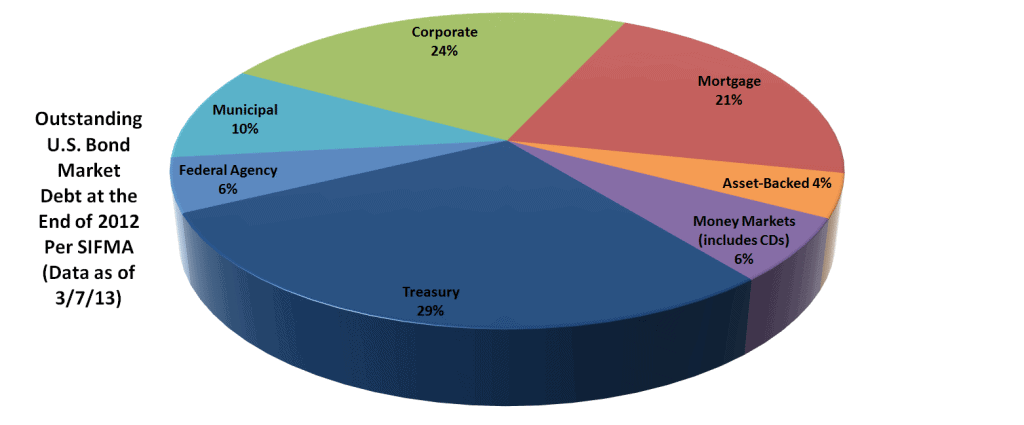 Outstanding
U.S. Bond
Market
Debt at the
End of 2012
Per SIFMA
(Data as of
3/7/13)
Corporate
24%
Mortgage
21%
Municipal
10%
Federal Agency
6%
Asset-Backed 4%
Money Markets
(includes CDs)
6%
Treasury
29%